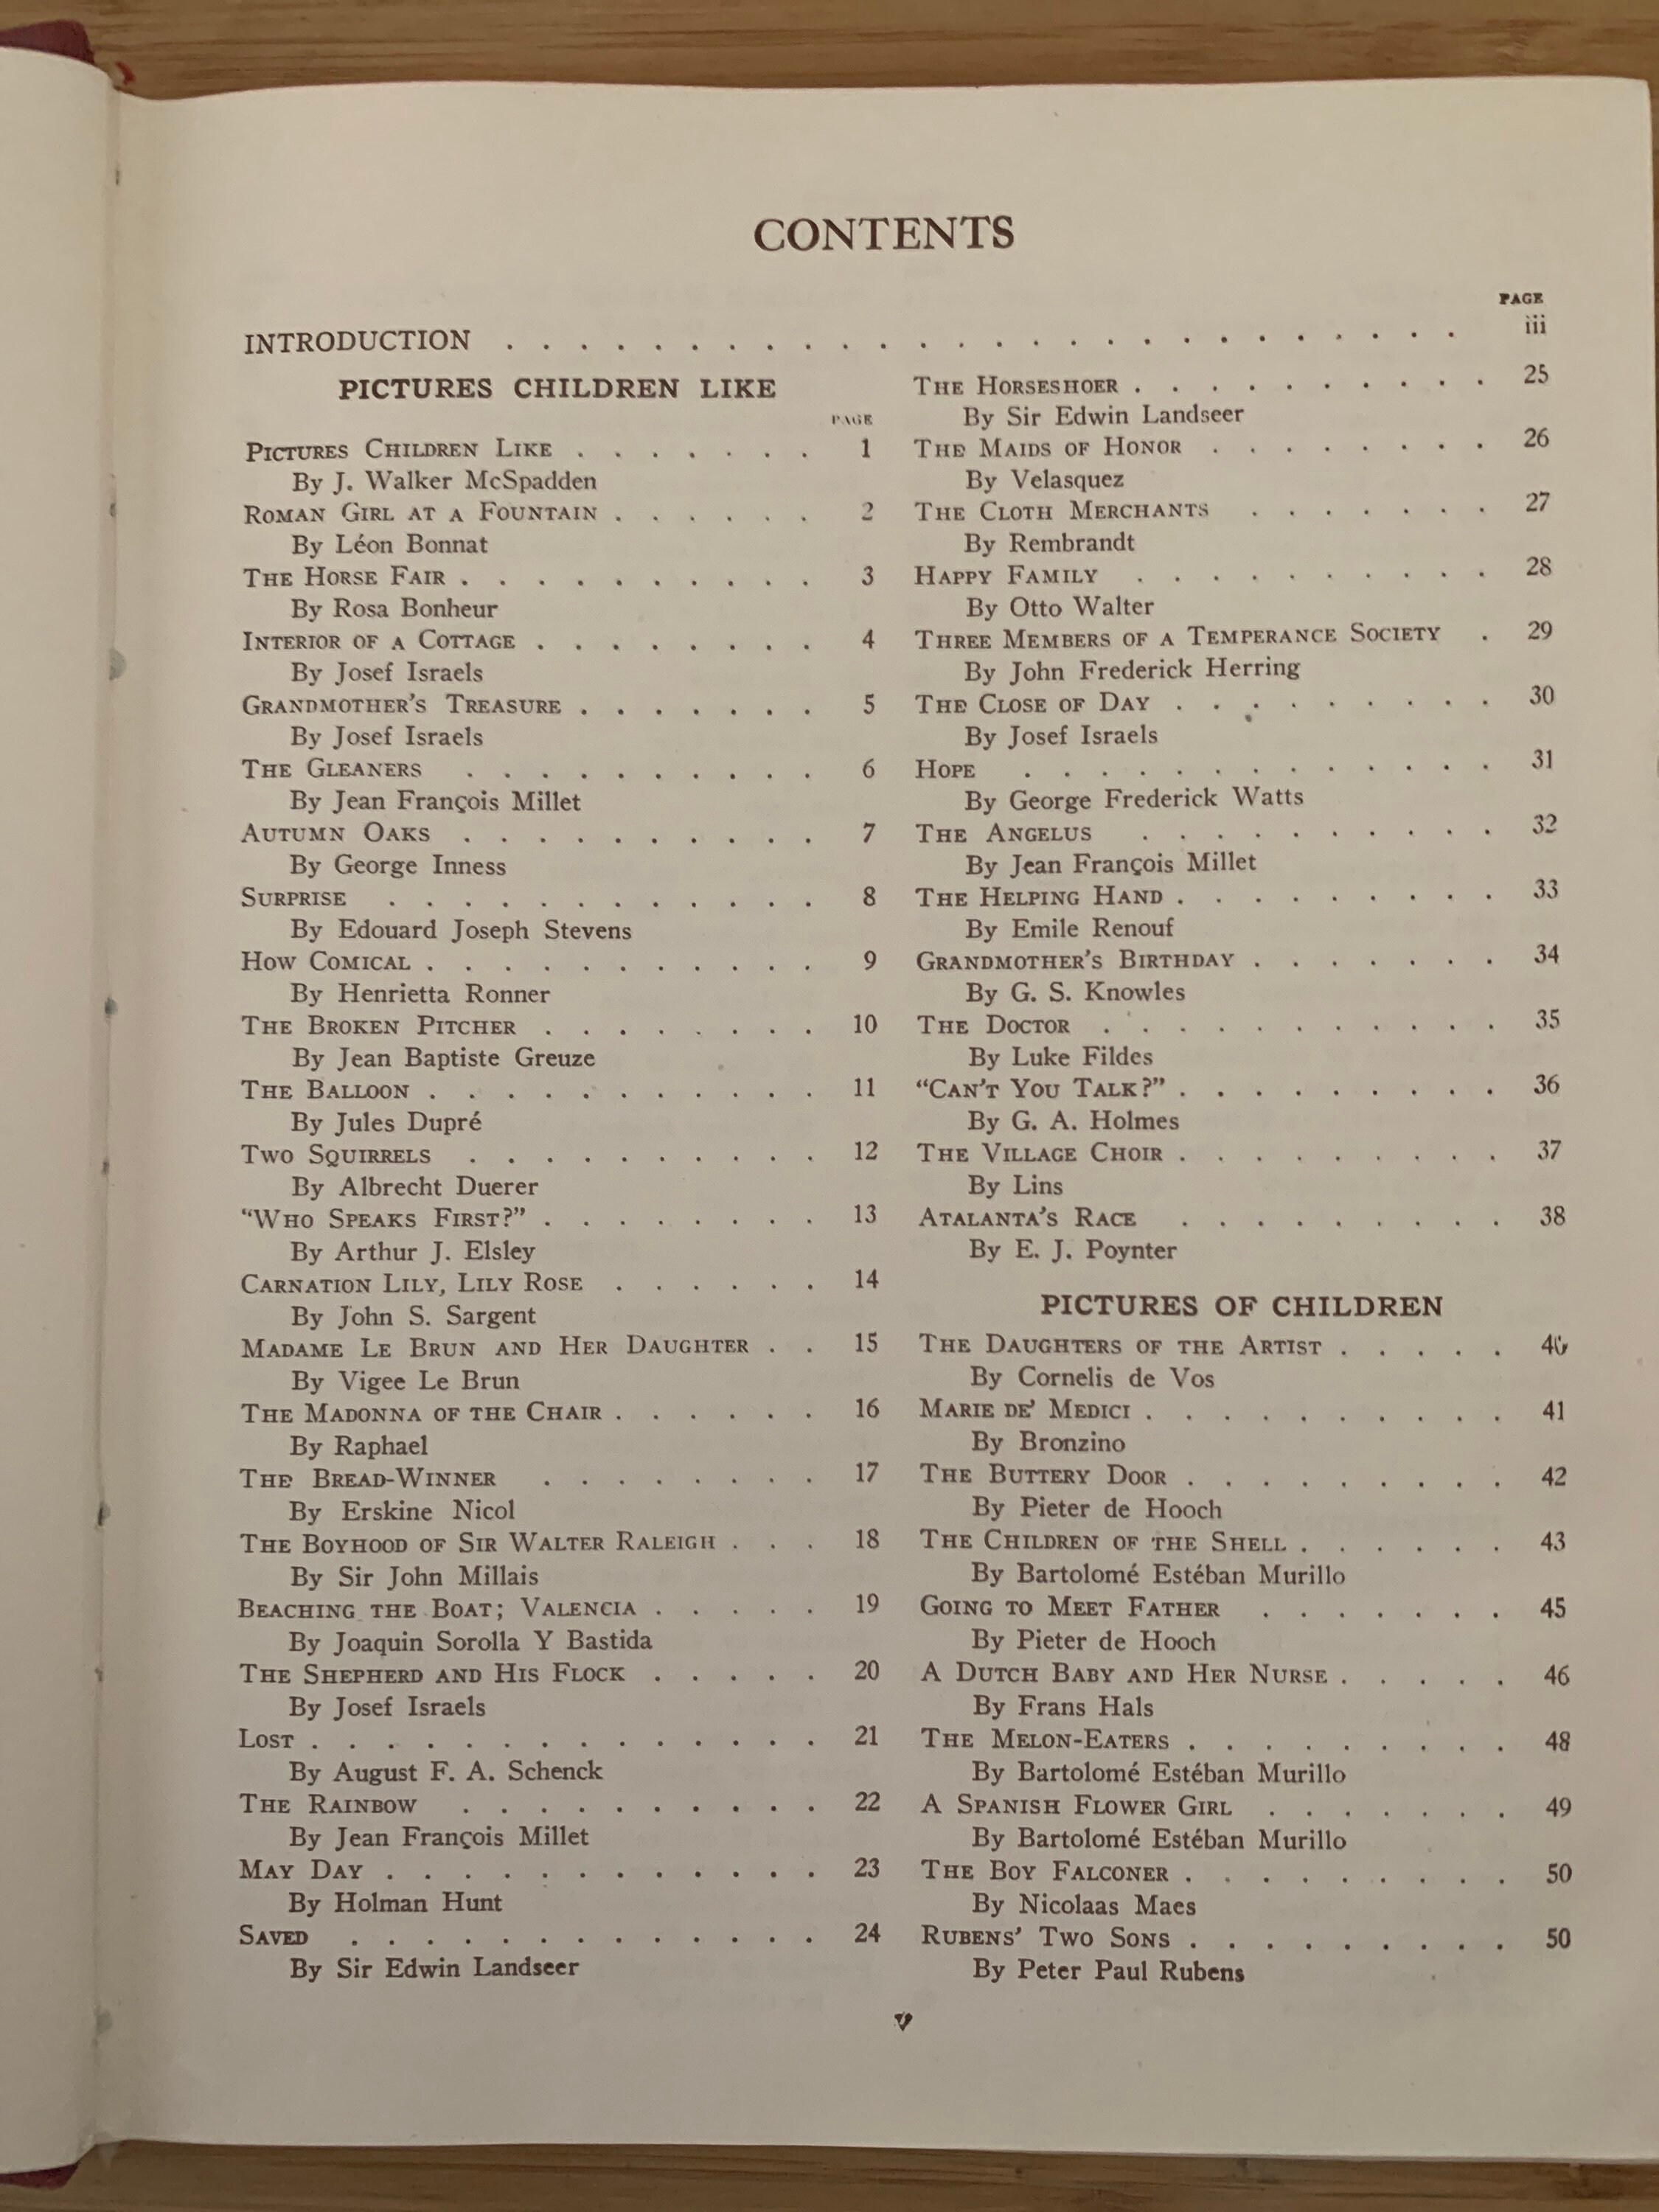 CONTENTS
PAGE
INTRODUCTION . . . . . . . . . . . . . . . . . . . . . . . . . . iii
PICTURES CHILDREN LIKE
PAGE
PICTURES CHILDREN LIKE . . . . . . . 1
By J. Walker McSpadden
ROMAN GIRL AT A FOUNTAIN . . . . . . 2
By Léon Bonnat
THE HORSE FAIR . . . . . . . . . . 3
By Rosa Bonheur
INTERIOR OF A COTTAGE . . . . . . . . 4
By Josef Israels
GRANDMOTHER'S TREASURE . . . . . . . 5
By Josef Israels
THE GLEANERS . . . . . . . . . . 6
By Jean François Millet
AUTUMN OAKS . . . . . . . . . . 7
By George Inness
SURPRISE . . . . . . . . . . . . 8
By Edouard Joseph Stevens
HOW COMICAL . . . . . . . . . . . 9
By Henrietta Ronner
THE BROKEN PITCHER . . . . . . . . 10
By Jean Baptiste Greuze
THE BALLOON . . . . . . . . . . . 11
By Jules Dupré
TWO SQUIRRELS . . . . . . . . . . 12
By Albrecht Duerer
"WHO SPEAKS FIRST?" . . . . . . . . 13
By Arthur J. Elsley
CARNATION LILY, LILY ROSE . . . . . . 14
By John S. Sargent
MADAME LE BRUN AND HER DAUGHTER . . 15
By Vigee Le Brun
THE MADONNA OF THE CHAIR . . . . . . 16
By Raphael
THE BREAD-WINNER . . . . . . . . 17
By Erskine Nicol
THE BOYHOOD OF SIR WALTER RALEIGH . . . 18
By Sir John Millais
BEACHING THE BOAT; VALENCIA . . . . . 19
By Joaquin Sorolla Y Bastida
THE SHEPHERD AND HIS FLOCK . . . . . 20
By Josef Israels
LOST . . . . . . . . . . . . . . 21
By August F. A. Schenck
THE RAINBOW . . . . . . . . . . 22
By Jean François Millet
MAY DAY . . . . . . . . . . . . 23
By Holman Hunt
SAVED . . . . . . . . . . . . . 24
By Sir Edwin Landseer
THE HORSESHOER . . . . . . . . . . 25
By Sir Edwin Landseer
THE MAIDS OF HONOR . . . . . . . . 26
By Velasquez
THE CLOTH MERCHANTS . . . . . . . 27
By Rembrandt
HAPPY FAMILY . . . . . . . . . . 28
By Otto Walter
THREE MEMBERS OF A TEMPERANCE SOCIETY . 29
By John Frederick Herring
THE CLOSE OF DAY . . . . . . . . . 30
By Josef Israels
HOPE . . . . . . . . . . . . . 31
By George Frederick Watts
THE ANGELUS . . . . . . . . . . 32
By Jean François Millet
THE HELPING HAND . . . . . . . . . 33
By Emile Renouf
GRANDMOTHER'S BIRTHDAY . . . . . . . 34
By G. S. Knowles
THE DOCTOR . . . . . . . . . . . 35
By Luke Fildes
"CAN'T YOU TALK?" . . . . . . . . . 36
By G. A. Holmes
THE VILLAGE CHOIR . . . . . . . . . 37
By Lins
ATALANTA'S RACE . . . . . . . . . 38
By E. J. Poynter
PICTURES OF CHILDREN
THE DAUGHTERS OF THE ARTIST . . . . . 40
By Cornelis de Vos
MARIE DE' MEDICI . . . . . . . . . . 41
By Bronzino
THE BUTTERY DOOR . . . . . . . . . 42
By Pieter de Hooch
THE CHILDREN OF THE SHELL . . . . . . 43
By Bartolomé Estéban Murillo
GOING TO MEET FATHER . . . . . . . 45
By Pieter de Hooch
A DUTCH BABY AND HER NURSE . . . . . 46
By Frans Hals
THE MELON-EATERS . . . . . . . . . 48
By Bartolomé Estéban Murillo
A SPANISH FLOWER GIRL . . . . . . . 49
By Bartolomé Estéban Murillo
THE BOY FALCONER . . . . . . . . . 50
By Nicolaas Maes
RUBENS' TWO SONS . . . . . . . . . 50
By Peter Paul Rubens
v